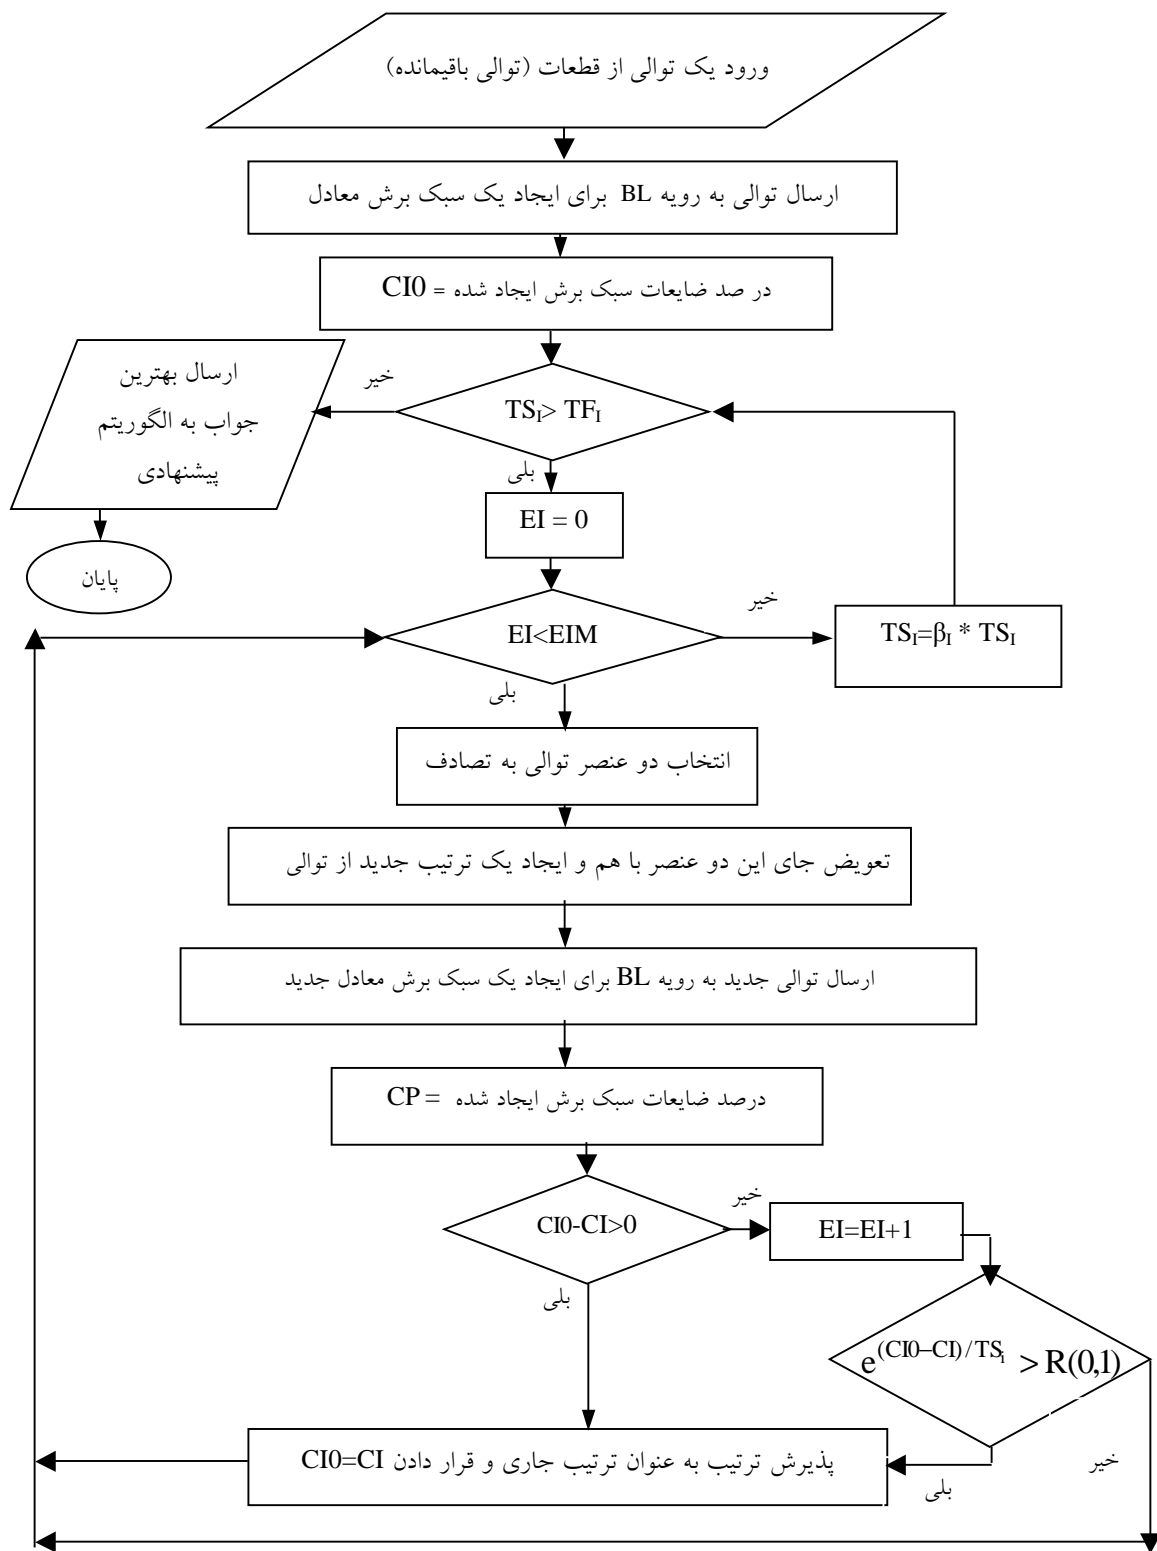 ورود یک توالی از قطعات (توالی باقیمانده)
ارسال توالی به رویه BL برای ایجاد یک سبک برش معادل
در صد ضایعات سبک برش ایجاد شده = CI0
TSI> TFI
خیر
ارسال بهترین
جواب به الگوریتم
پیشنهادی
بلی
EI = 0
پایان
EI<EIM
خیر
TSI=βI * TSI
بلی
انتخاب دو عنصر توالی به تصادف
تعویض جای این دو عنصر با هم و ایجاد یک ترتیب جدید از توالی
ارسال توالی جدید به رویه BL برای ایجاد یک سبک برش معادل جدید
درصد ضایعات سبک برش ایجاد شده = CP
CI0-CI>0
خیر
EI=EI+1
بلی
e(CI0–CI)/TSi > R(0,1)
پذیرش ترتیب به عنوان ترتیب جاری و قرار دادن CI0=CI
بلی
خیر